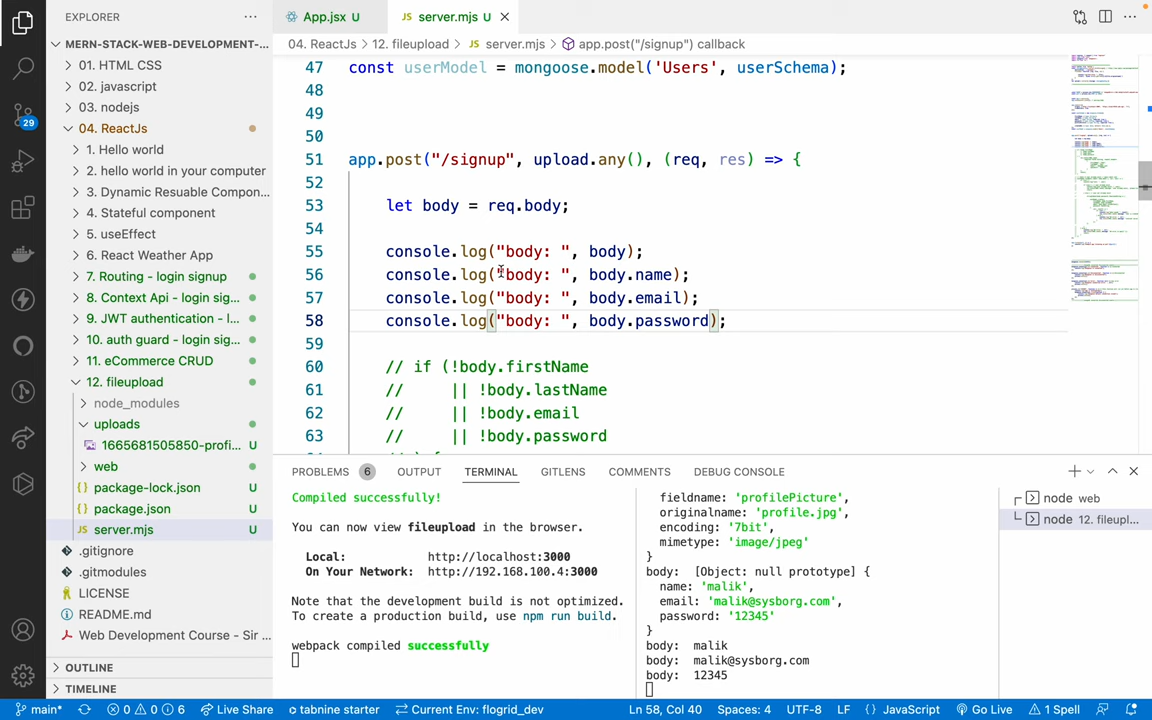 EXPLORER
MERN-STACK-WEB-DEVELOPMENT-...
01. HTML CSS
02. javascript
03. nodejs
04. ReactJs
1. Hello world
2. hello world in your computer
3. Dynamic Resuable Compon...
4. Stateful component
5. useEffect
6. React Weather App
7. Routing - login signup
8. Context Api - login sig...
9. JWT authentication - l...
10. auth guard - login sig...
11. eCommerce CRUD
12. fileupload
node_modules
uploads
1665681505850-profi... U
web
package-lock.json U
package.json U
JS server.mjs U
.gitignore
.gitmodules
LICENSE
README.md
Web Development Course - Sir ...
OUTLINE
TIMELINE
29
App.jsx U
JS server.mjs U
04. ReactJs > 12. fileupload > JS server.mjs > app.post("/signup") callback
47 const userModel = mongoose.model('Users', userSchema);
48
49
50
51 app.post("/signup", upload.any(), (req, res) => {
52
53 let body = req.body;
54
55 console.log("body: ", body);
56 console.log("body: ", body.name);
57 console.log("body: ", body.email);
58 console.log("body: ", body.password);
59
60 // if (!body.firstName
61 // || !body.lastName
62 // || !body.email
63 // || !body.password
PROBLEMS 6 OUTPUT TERMINAL GITLENS COMMENTS DEBUG CONSOLE
Compiled successfully!
You can now view fileupload in the browser.
Local: http://localhost:3000
On Your Network: http://192.168.100.4:3000
Note that the development build is not optimized.
To create a production build, use npm run build.
webpack compiled successfully
fieldname: 'profilePicture',
originalname: 'profile.jpg',
encoding: '7bit',
mimetype: 'image/jpeg'
}
body: [Object: null prototype] {
name: 'malik',
email: 'malik@sysborg.com',
password: '12345'
}
body: malik
body: malik@sysborg.com
body: 12345
node web
node 12. fileupl...
main* 0 0 6 Live Share tabnine starter Current Env: flogrid_dev Ln 58, Col 40 Spaces: 4 UTF-8 LF {} JavaScript Go Live 1 Spell